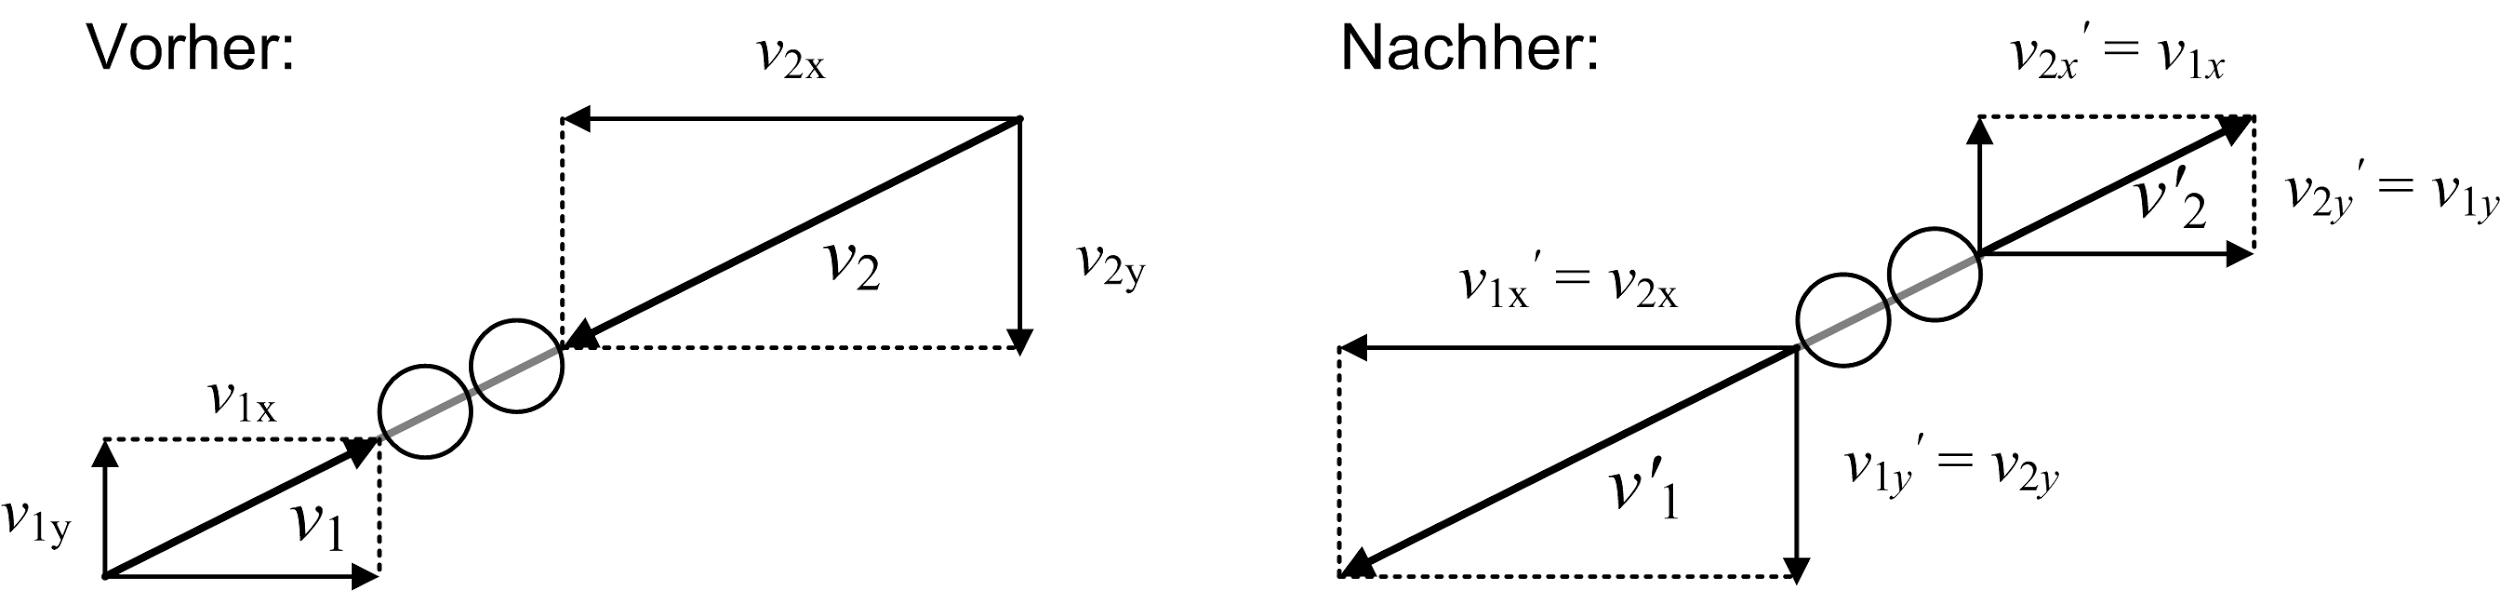 Vorher:
v2x
v2
v2y
v1x
v1y
v1
Nachher:
v2x′ = v1x
v′2
v2y′ = v1y
v1x′ = v2x
v′1
v1y′ = v2y